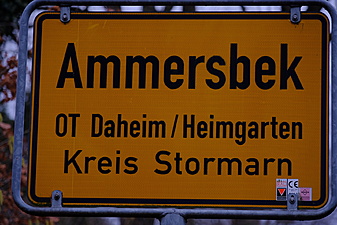 Ammersbek
OT Daheim / Heimgarten
Kreis Stormarn